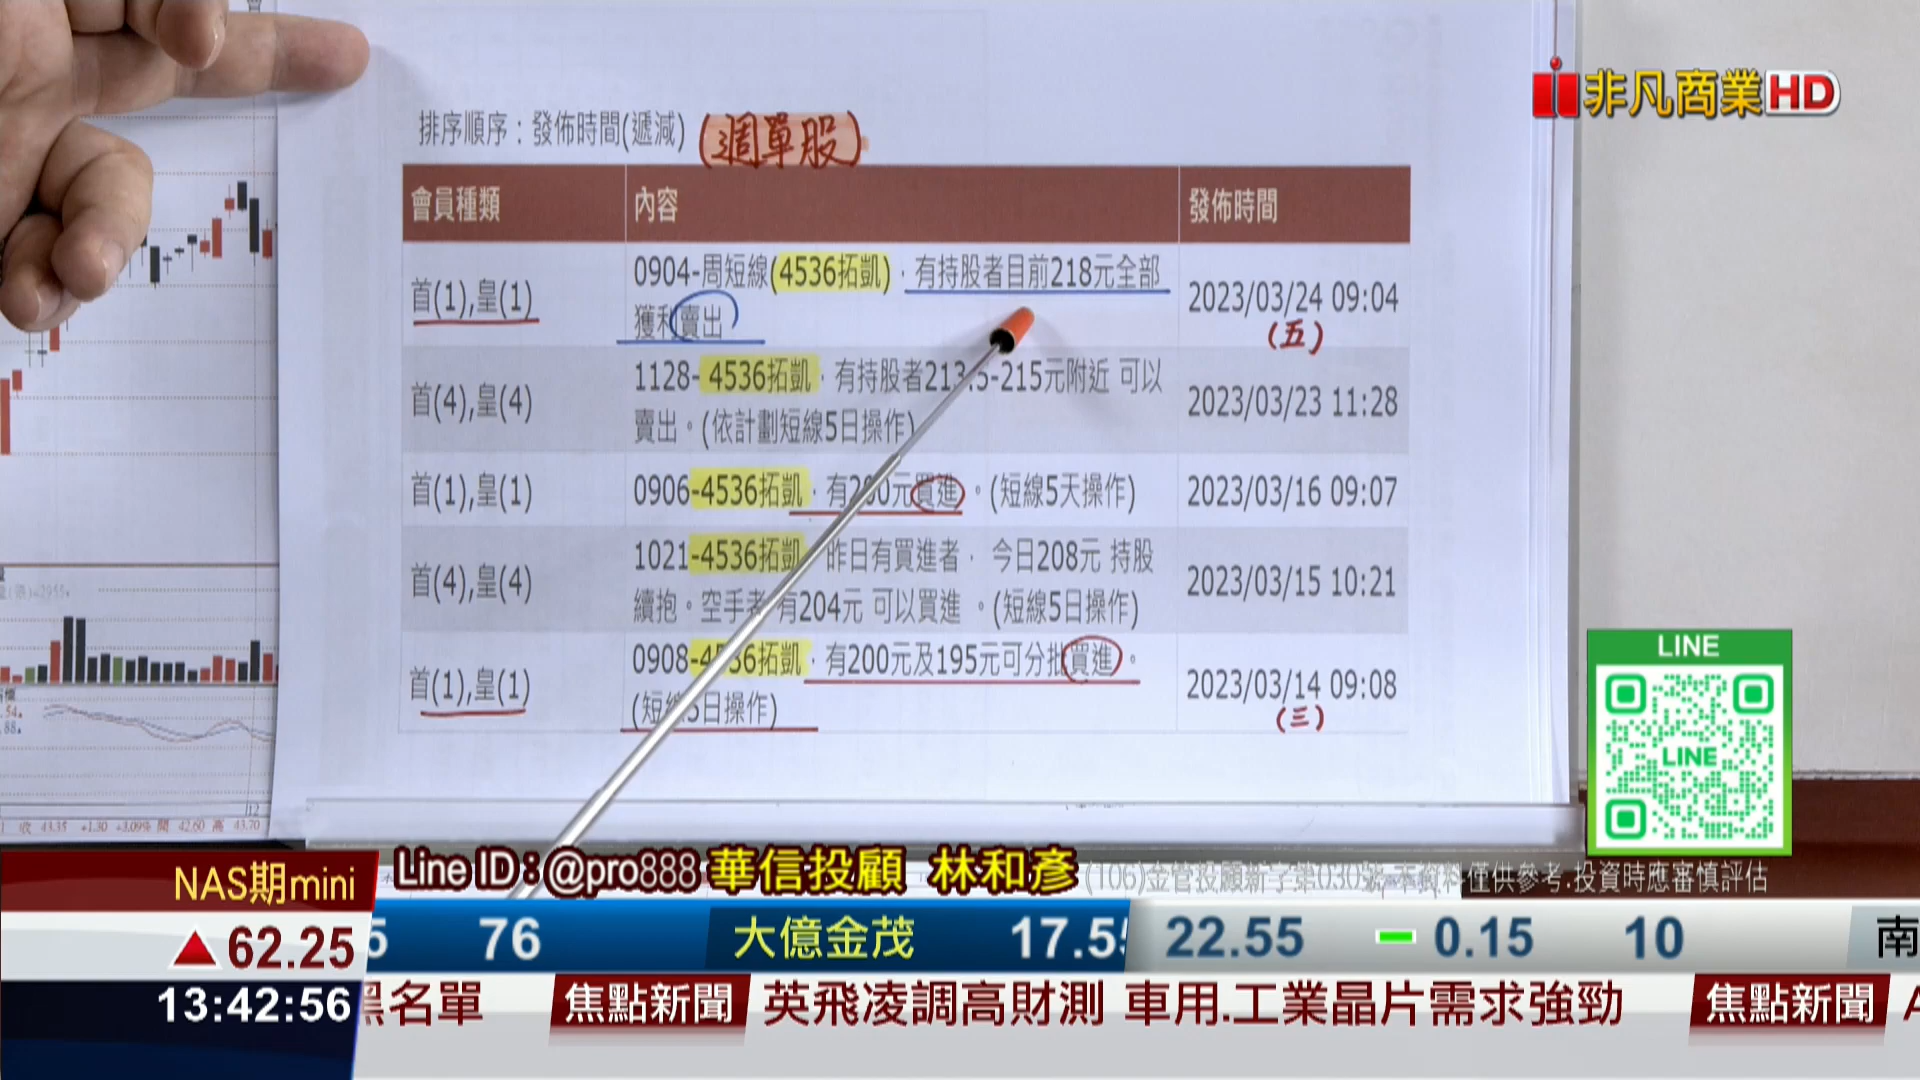 非凡商業HD
排序順序：發佈時間(遞減) (週單股)
會員種類 內容 發佈時間
首(1),皇(1) 0904-周短線(4536拓凱)，有持股者目前218元全部獲利賣出 2023/03/24 09:04
(五)
首(4),皇(4) 1128- 4536拓凱，有持股者213.5-215元附近 可以賣出。(依計劃短線5日操作) 2023/03/23 11:28
首(1),皇(1) 0906-4536拓凱，有200元買進。(短線5天操作) 2023/03/16 09:07
首(4),皇(4) 1021-4536拓凱，昨日有買進者， 今日208元 持股續抱。空手者 有204元 可以買進 。(短線5日操作) 2023/03/15 10:21
首(1),皇(1) 0908-4536拓凱，有200元及195元可分批買進。(短線5日操作) 2023/03/14 09:08
(三)
LINE
LINE
收 43.35 +1.30 +3.09% 開 42.60 高 43.70
NAS期mini
Line ID：@pro888 華信投顧 林和彥
(106)金管投顧新字第030號.本資料僅供參考.投資時應審慎評估
▲62.25
5 76 大億金茂 17.55 22.55 0.15 10 南
13:42:56
黑名單 焦點新聞 英飛凌調高財測 車用.工業晶片需求強勁 焦點新聞